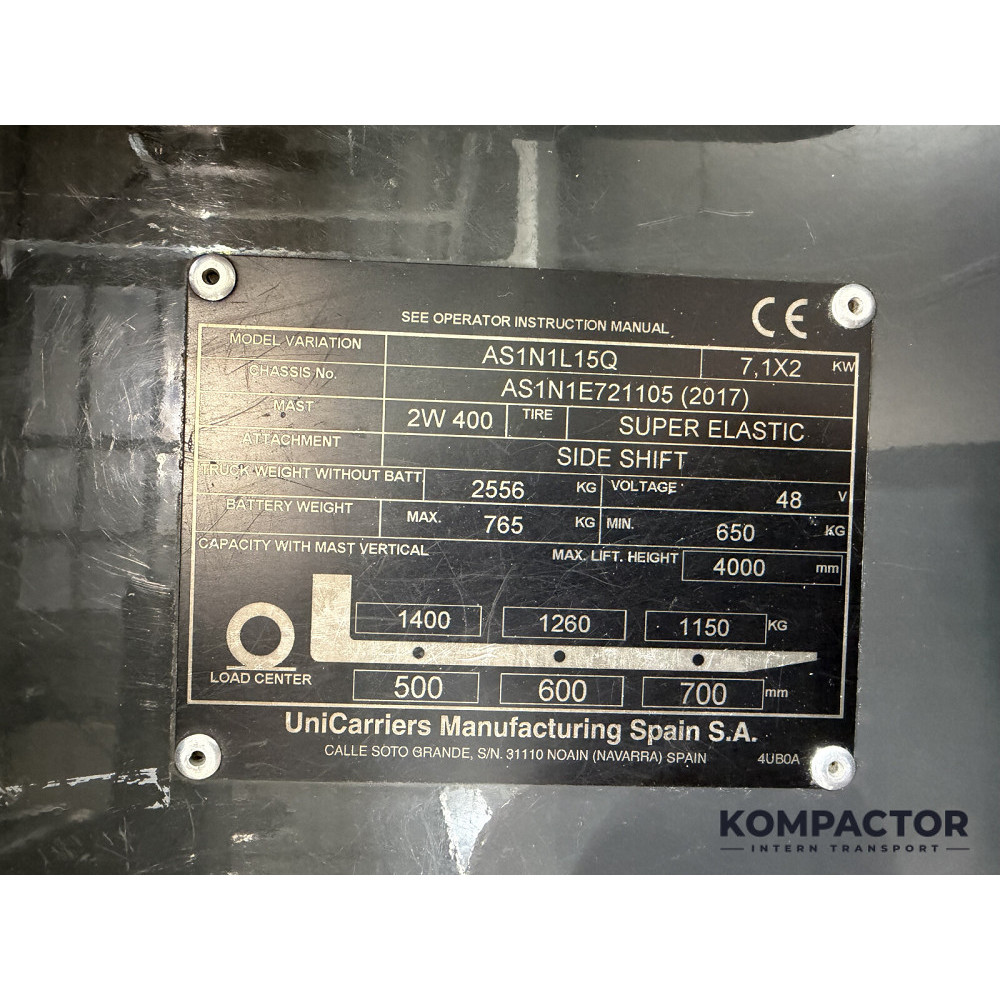 SEE OPERATOR INSTRUCTION MANUAL CE
MODEL VARIATION AS1N1L15Q 7,1X2 KW
CHASSIS No. AS1N1E721105 (2017)
MAST 2W 400 TIRE SUPER ELASTIC
ATTACHMENT SIDE SHIFT
TRUCK WEIGHT WITHOUT BATT. 2556 KG VOLTAGE 48 V
BATTERY WEIGHT MAX. 765 KG MIN. 650 KG
CAPACITY WITH MAST VERTICAL MAX. LIFT. HEIGHT 4000 mm
1400 1260 1150 KG
LOAD CENTER 500 600 700 mm
UniCarriers Manufacturing Spain S.A.
CALLE SOTO GRANDE, S/N. 31110 NOAIN (NAVARRA) SPAIN 4UB0A
KOMPACTOR
INTERN TRANSPORT